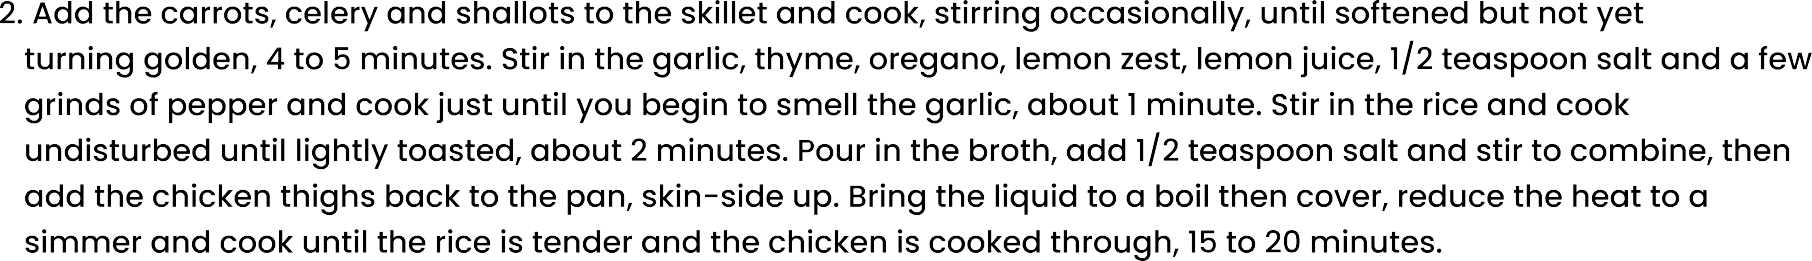 2. Add the carrots, celery and shallots to the skillet and cook, stirring occasionally, until softened but not yet
turning golden, 4 to 5 minutes. Stir in the garlic, thyme, oregano, lemon zest, lemon juice, 1/2 teaspoon salt and a few
grinds of pepper and cook just until you begin to smell the garlic, about 1 minute. Stir in the rice and cook
undisturbed until lightly toasted, about 2 minutes. Pour in the broth, add 1/2 teaspoon salt and stir to combine, then
add the chicken thighs back to the pan, skin-side up. Bring the liquid to a boil then cover, reduce the heat to a
simmer and cook until the rice is tender and the chicken is cooked through, 15 to 20 minutes.